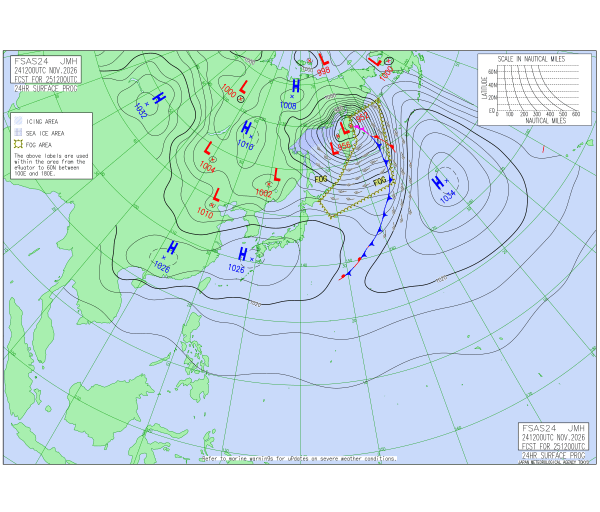 FSAS24 JMH
241200UTC NOV.2026
FCST FOR 251200UTC
24HR SURFACE PROG
ICING AREA
SEA ICE AREA
FOG AREA
The above labels are used
within the area from the
equator to 60N between
100E and 180E.
SCALE IN NAUTICAL MILES
LATITUDE
60N
40N
20N
EQ
0 100 200 300 400 500 600
NAUTICAL MILES
L
998
L
1000
L
1000
H
1008
H
1032
H
1018
L
L
L
1004
L
1002
L
1010
FOG
FOG
H
1034
H
1026
H
1026
1020
1020
Refer to marine warnings for updates on severe weather conditions.
FSAS24 JMH
241200UTC NOV.2026
FCST FOR 251200UTC
24HR SURFACE PROG
JAPAN METEOROLOGICAL AGENCY TOKYO